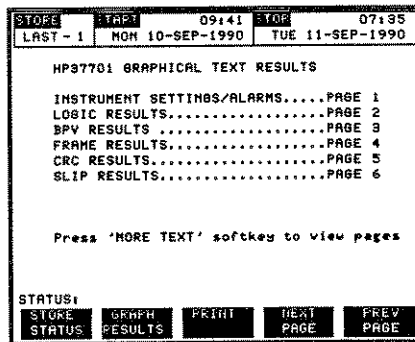 STORE START 09:41 STOP 07:35
LAST - 1 MON 10-SEP-1990 TUE 11-SEP-1990
HP37701 GRAPHICAL TEXT RESULTS
INSTRUMENT SETTINGS/ALARMS.....PAGE 1
LOGIC RESULTS...................PAGE 2
BPV RESULTS ....................PAGE 3
FRAME RESULTS...................PAGE 4
CRC RESULTS.....................PAGE 5
SLIP RESULTS....................PAGE 6
Press 'MORE TEXT' softkey to view pages
STATUS:
STORE STATUS GRAPH RESULTS PRINT NEXT PAGE PREV PAGE